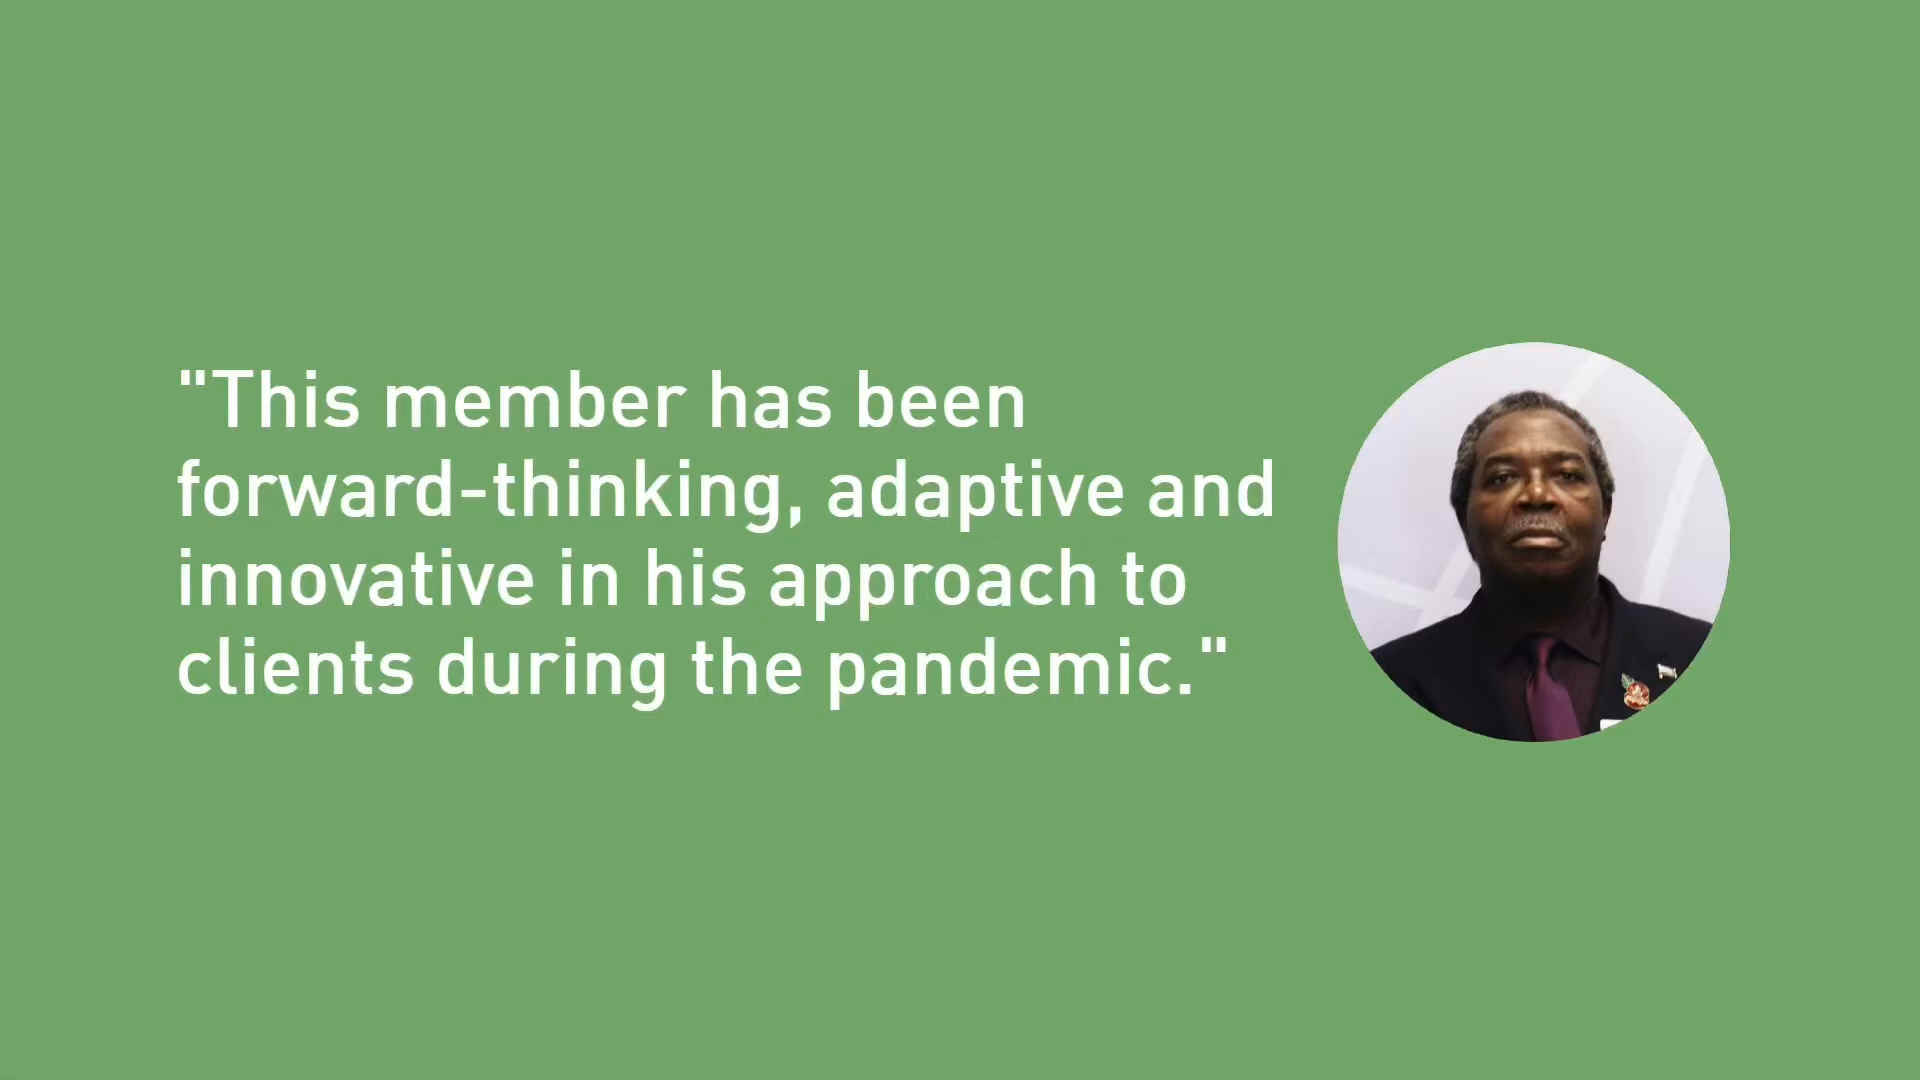 "This member has been
forward-thinking, adaptive and
innovative in his approach to
clients during the pandemic."